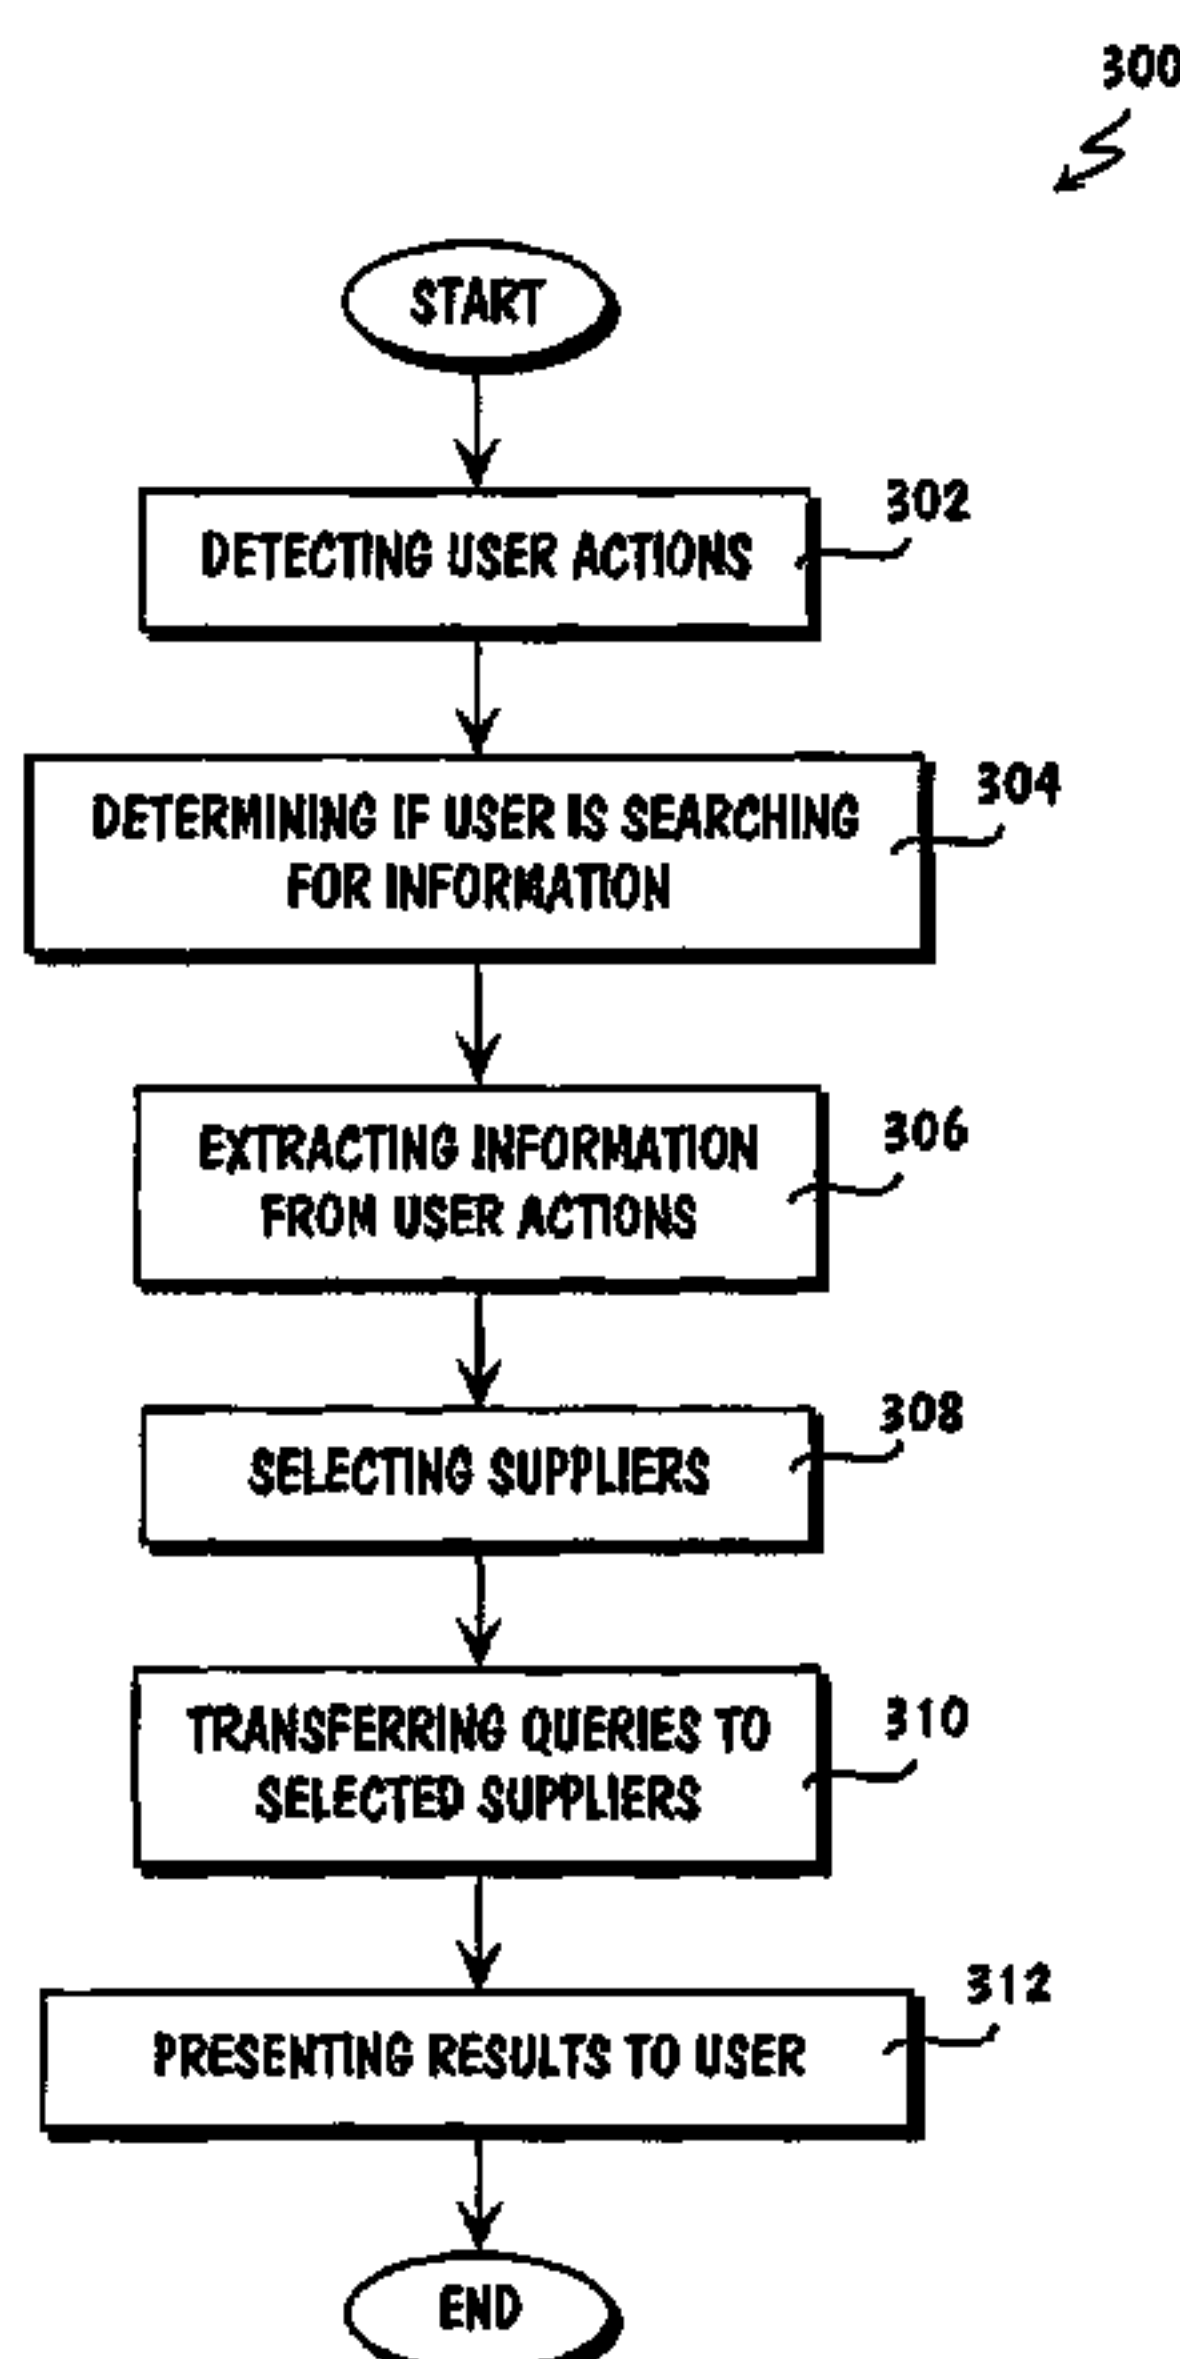 300
START
DETECTING USER ACTIONS
302
DETERMINING IF USER IS SEARCHING
FOR INFORMATION
304
EXTRACTING INFORMATION
FROM USER ACTIONS
306
SELECTING SUPPLIERS
308
TRANSFERRING QUERIES TO
SELECTED SUPPLIERS
310
PRESENTING RESULTS TO USER
312
END